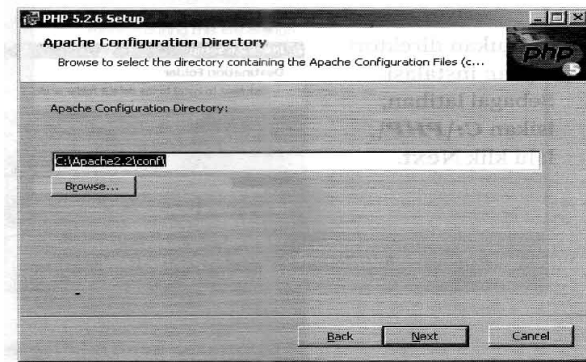 PHP 5.2.6 Setup
Apache Configuration Directory
Browse to select the directory containing the Apache Configuration Files (c...
php
5
Apache Configuration Directory:
C:\Apache2.2\conf\
Browse...
Back Next Cancel